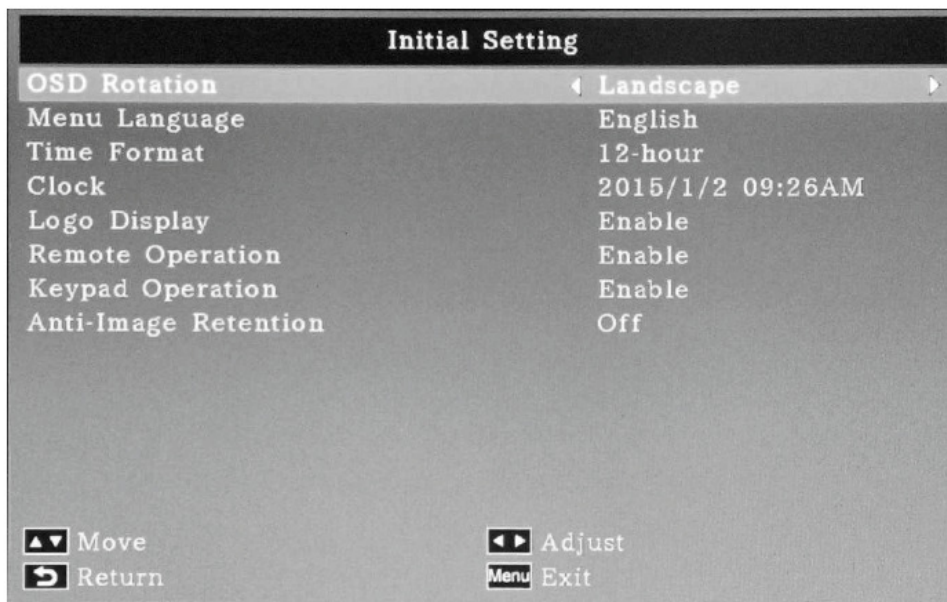 Initial Setting
OSD Rotation Landscape
Menu Language English
Time Format 12-hour
Clock 2015/1/2 09:26AM
Logo Display Enable
Remote Operation Enable
Keypad Operation Enable
Anti-Image Retention Off
Move Adjust
Return Menu Exit